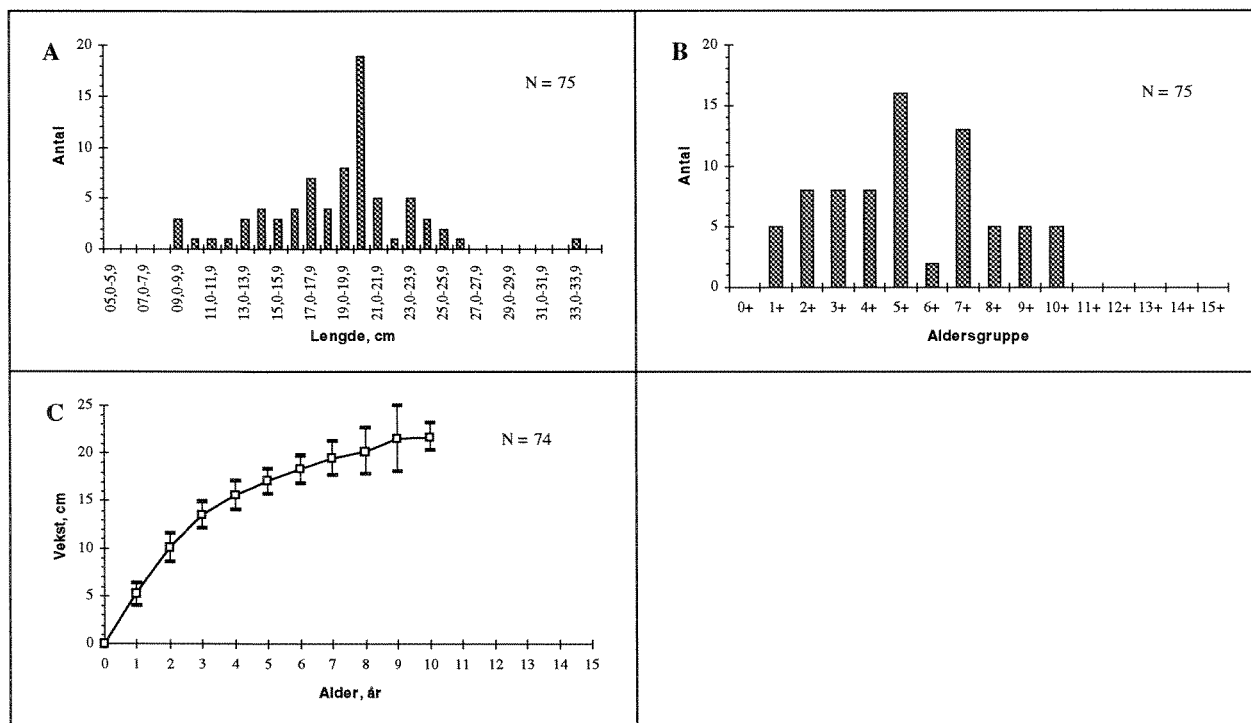 A
20
15
10
5
0
Antal
N = 75
05,0-5,9
07,0-7,9
09,0-9,9
11,0-11,9
13,0-13,9
15,0-15,9
17,0-17,9
19,0-19,9
21,0-21,9
23,0-23,9
25,0-25,9
27,0-27,9
29,0-29,9
31,0-31,9
33,0-33,9
Lengde, cm
B
20
15
10
5
0
Antal
N = 75
0+ 1+ 2+ 3+ 4+ 5+ 6+ 7+ 8+ 9+ 10+ 11+ 12+ 13+ 14+ 15+
Aldersgruppe
C
25
20
15
10
5
0
Vekst, cm
N = 74
0 1 2 3 4 5 6 7 8 9 10 11 12 13 14 15
Alder, år